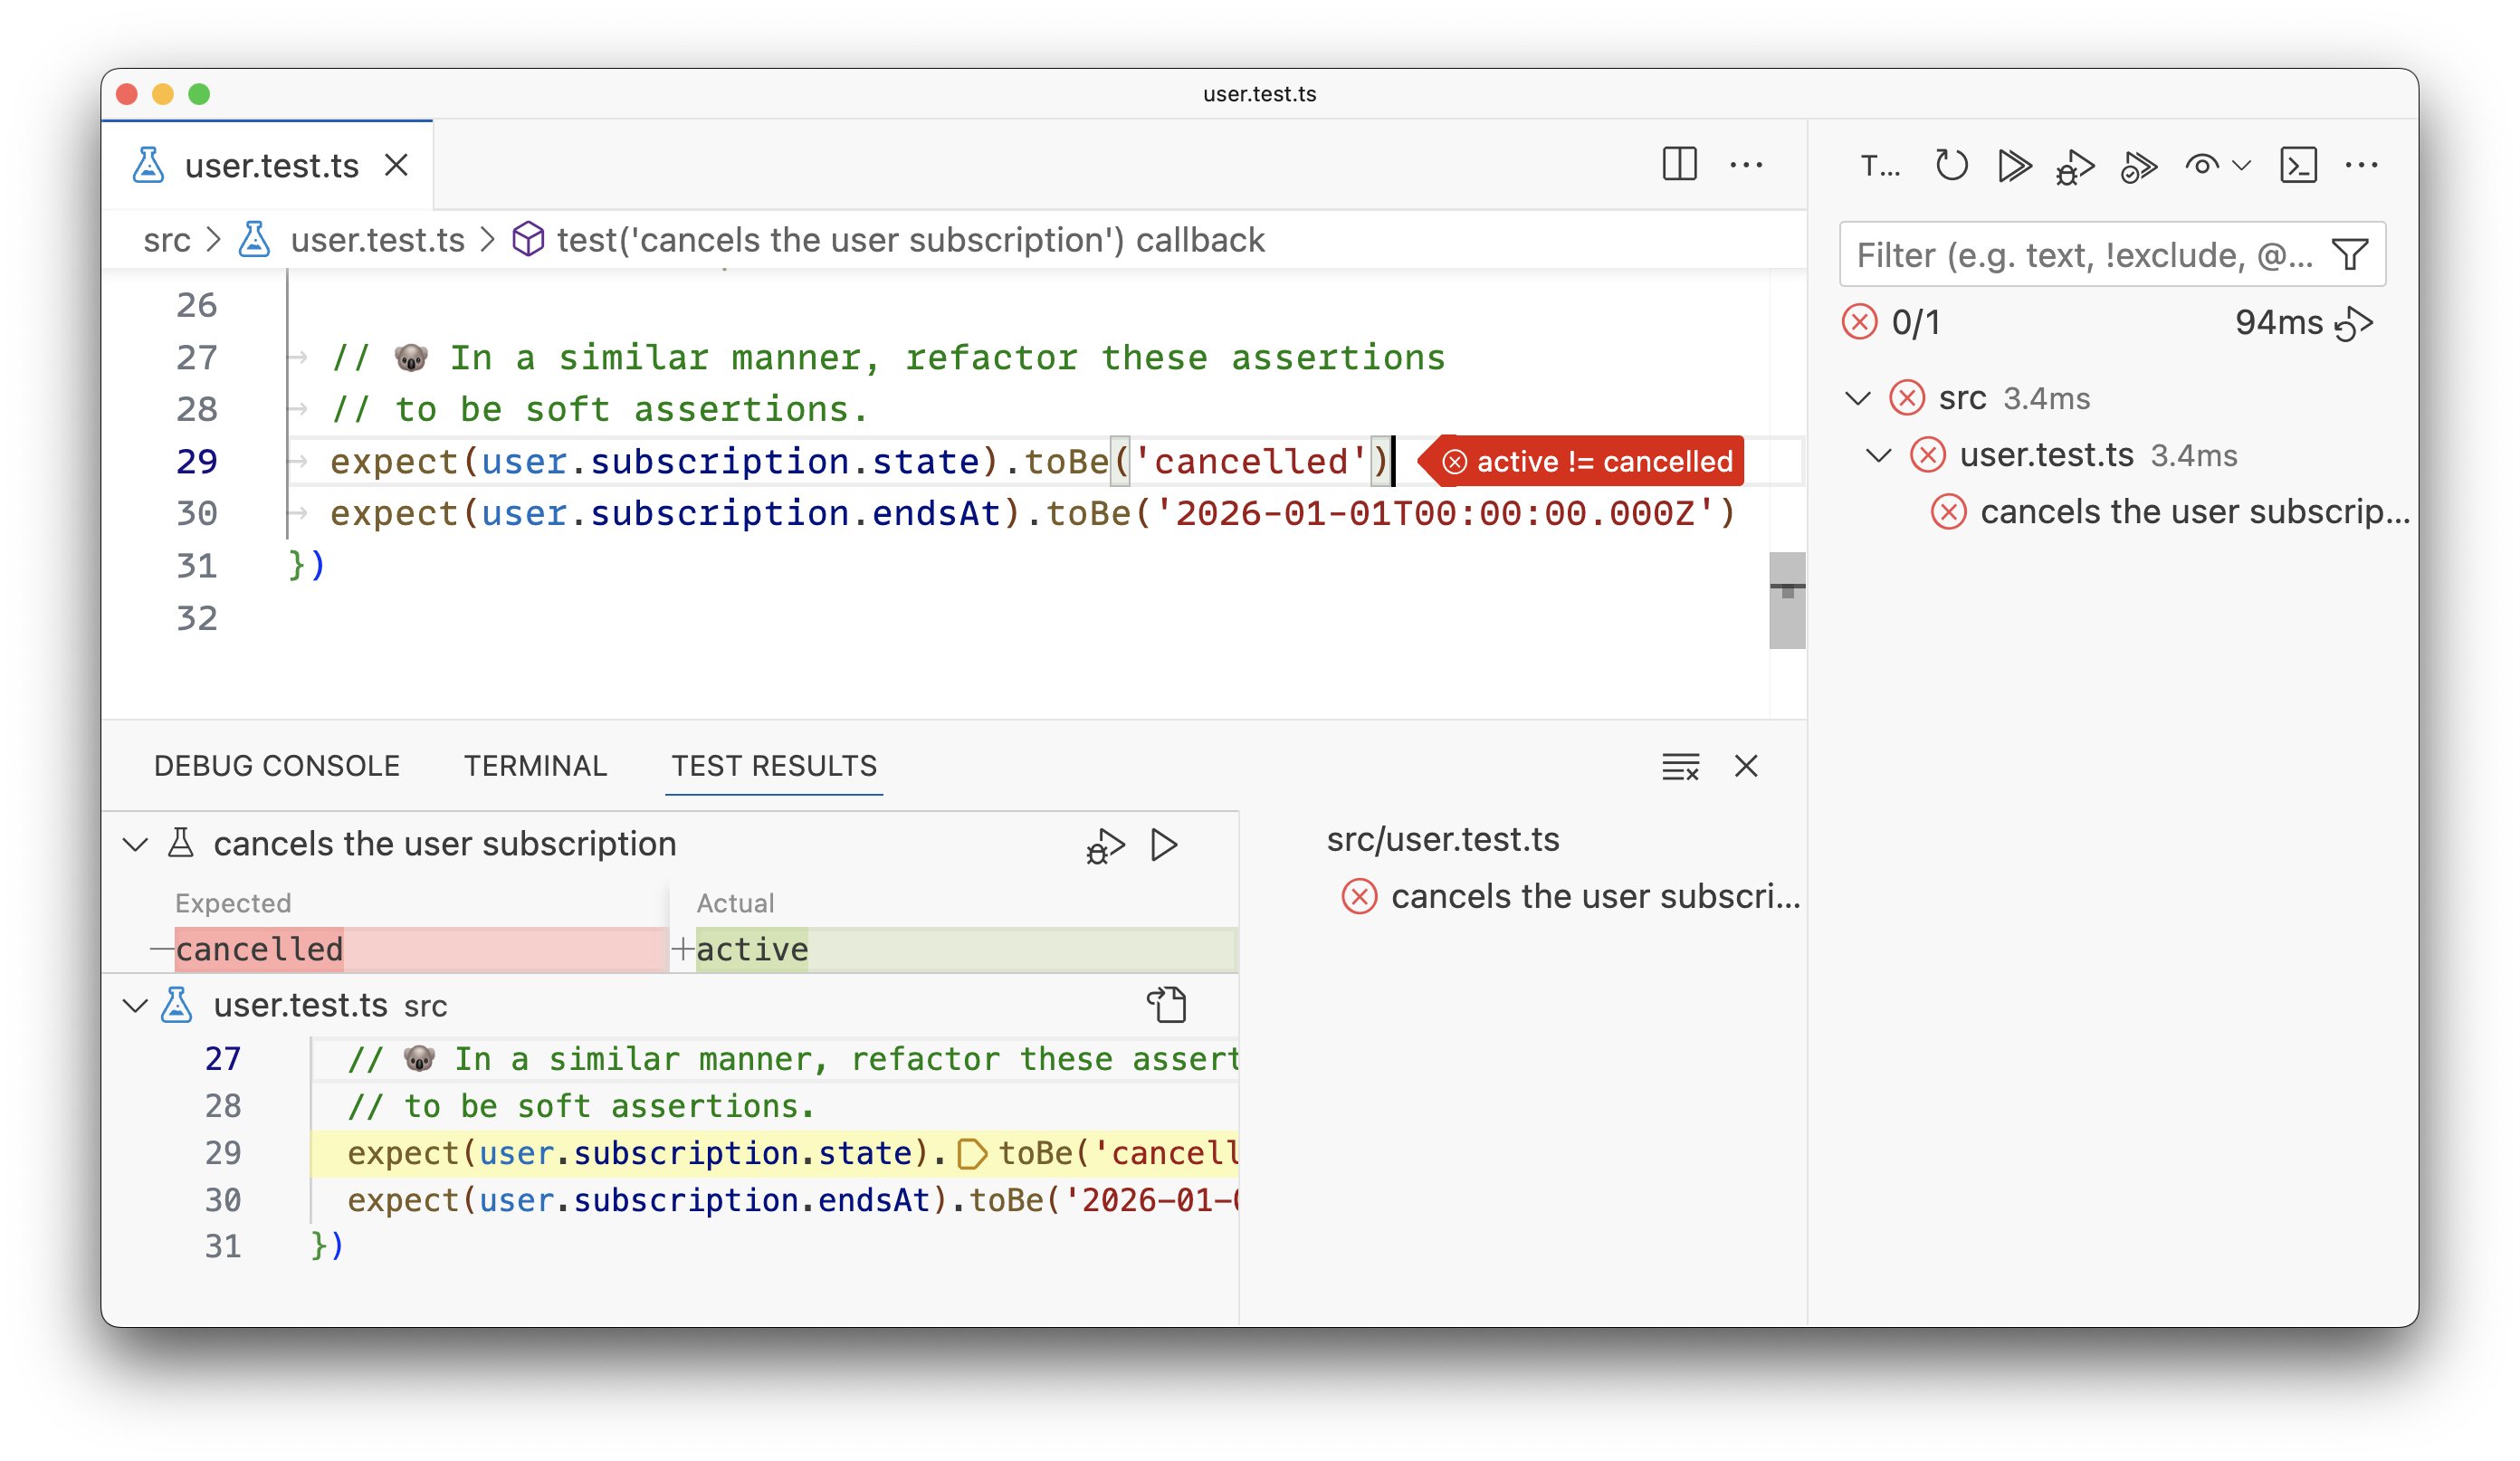 user.test.ts
user.test.ts
T...
src > user.test.ts > test('cancels the user subscription') callback
Filter (e.g. text, !exclude, @...
0/1 94ms
src 3.4ms
user.test.ts 3.4ms
cancels the user subscrip...
26
27 // 🐨 In a similar manner, refactor these assertions
28 // to be soft assertions.
29 expect(user.subscription.state).toBe('cancelled') active != cancelled
30 expect(user.subscription.endsAt).toBe('2026-01-01T00:00:00.000Z')
31 })
32
DEBUG CONSOLE TERMINAL TEST RESULTS
cancels the user subscription
Expected Actual
cancelled active
user.test.ts src
27 // 🐨 In a similar manner, refactor these assert
28 // to be soft assertions.
29 expect(user.subscription.state).toBe('cancell
30 expect(user.subscription.endsAt).toBe('2026-01-
31 })
src/user.test.ts
cancels the user subscri...